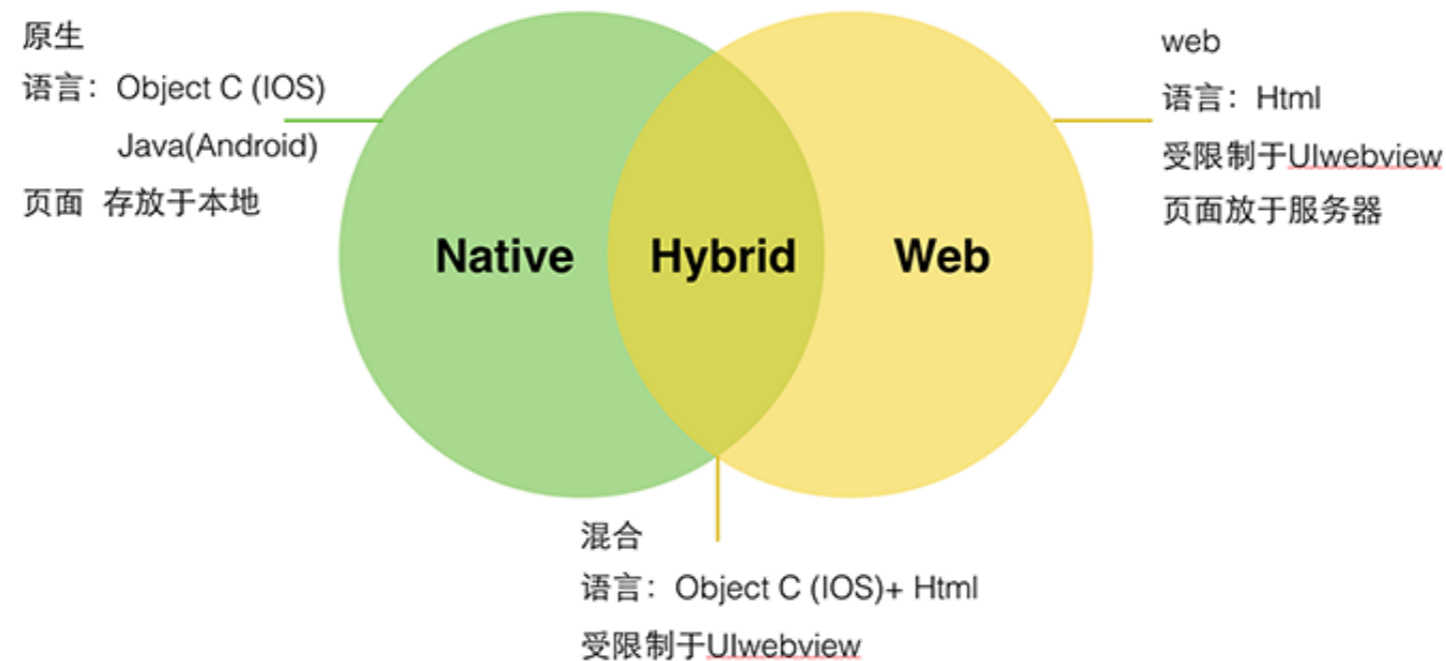 原生
语言：Object C (IOS)
Java(Android)
页面 存放于本地
Native
Hybrid
Web
web
语言：Html
受限制于UIwebview
页面放于服务器
混合
语言：Object C (IOS)+ Html
受限制于UIwebview